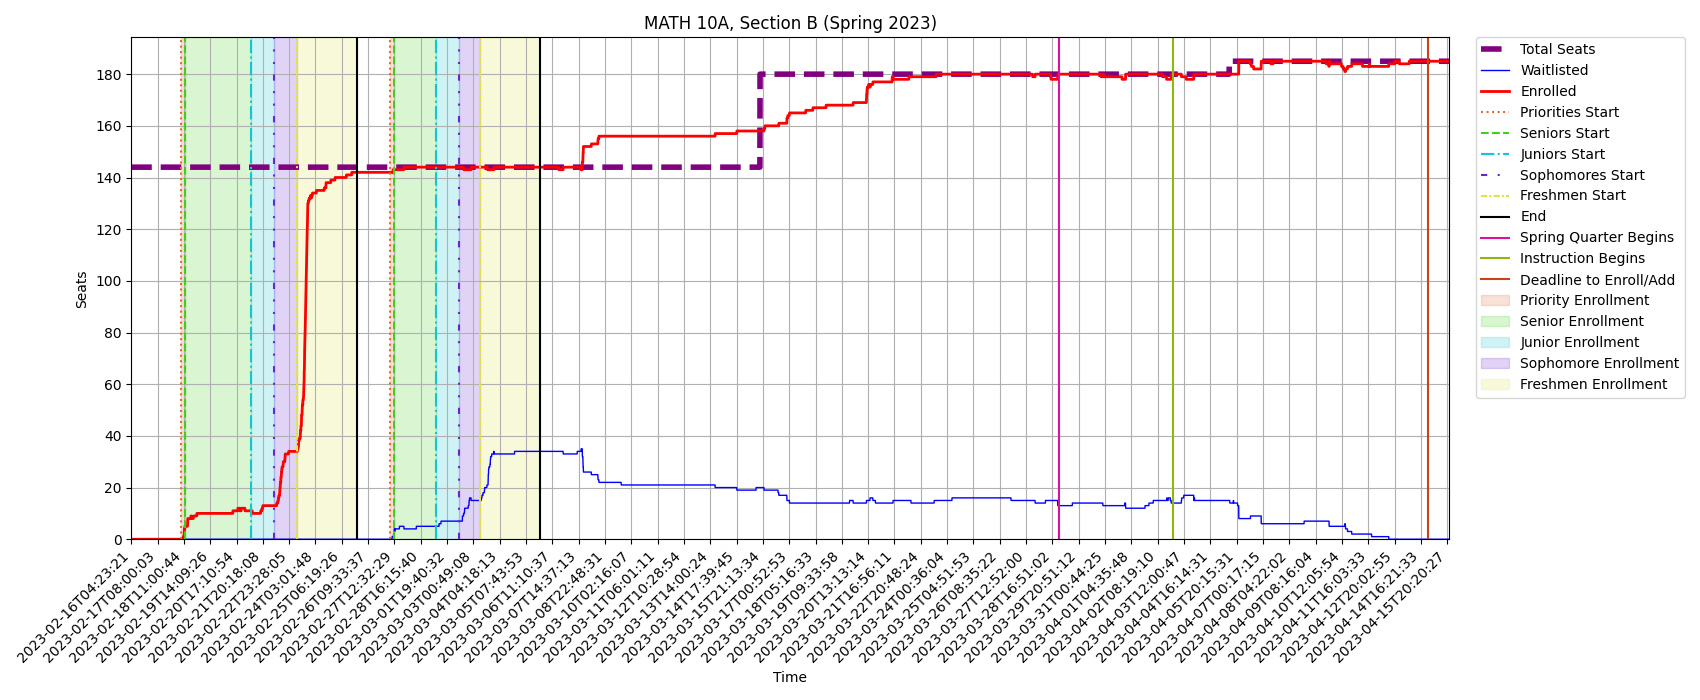 MATH 10A, Section B (Spring 2023)
Seats
180
160
140
120
100
80
60
40
20
0
2023-02-16T04:23:21
2023-02-17T08:00:03
2023-02-18T11:00:44
2023-02-19T14:09:26
2023-02-20T17:10:54
2023-02-21T20:18:08
2023-02-22T23:28:05
2023-02-24T03:01:48
2023-02-25T06:19:26
2023-02-26T09:33:37
2023-02-27T12:32:29
2023-02-28T16:15:40
2023-03-01T19:40:32
2023-03-03T00:49:08
2023-03-04T04:18:13
2023-03-05T07:43:53
2023-03-06T11:10:37
2023-03-07T14:37:13
2023-03-08T22:48:31
2023-03-10T02:16:07
2023-03-11T06:01:11
2023-03-12T10:28:54
2023-03-13T14:00:24
2023-03-14T17:39:45
2023-03-15T21:13:34
2023-03-17T00:52:53
2023-03-18T05:16:33
2023-03-19T09:33:58
2023-03-20T13:13:14
2023-03-21T16:56:11
2023-03-22T20:48:24
2023-03-24T00:36:04
2023-03-25T04:51:53
2023-03-26T08:35:22
2023-03-27T12:52:00
2023-03-28T16:51:02
2023-03-29T20:51:12
2023-03-31T00:44:25
2023-04-01T04:35:48
2023-04-02T08:19:10
2023-04-03T12:00:47
2023-04-04T16:14:31
2023-04-05T20:15:31
2023-04-07T00:17:15
2023-04-08T04:22:02
2023-04-09T08:16:04
2023-04-10T12:05:54
2023-04-11T16:03:33
2023-04-12T20:02:55
2023-04-14T16:21:33
2023-04-15T20:20:27
Time
Total Seats
Waitlisted
Enrolled
Priorities Start
Seniors Start
Juniors Start
Sophomores Start
Freshmen Start
End
Spring Quarter Begins
Instruction Begins
Deadline to Enroll/Add
Priority Enrollment
Senior Enrollment
Junior Enrollment
Sophomore Enrollment
Freshmen Enrollment